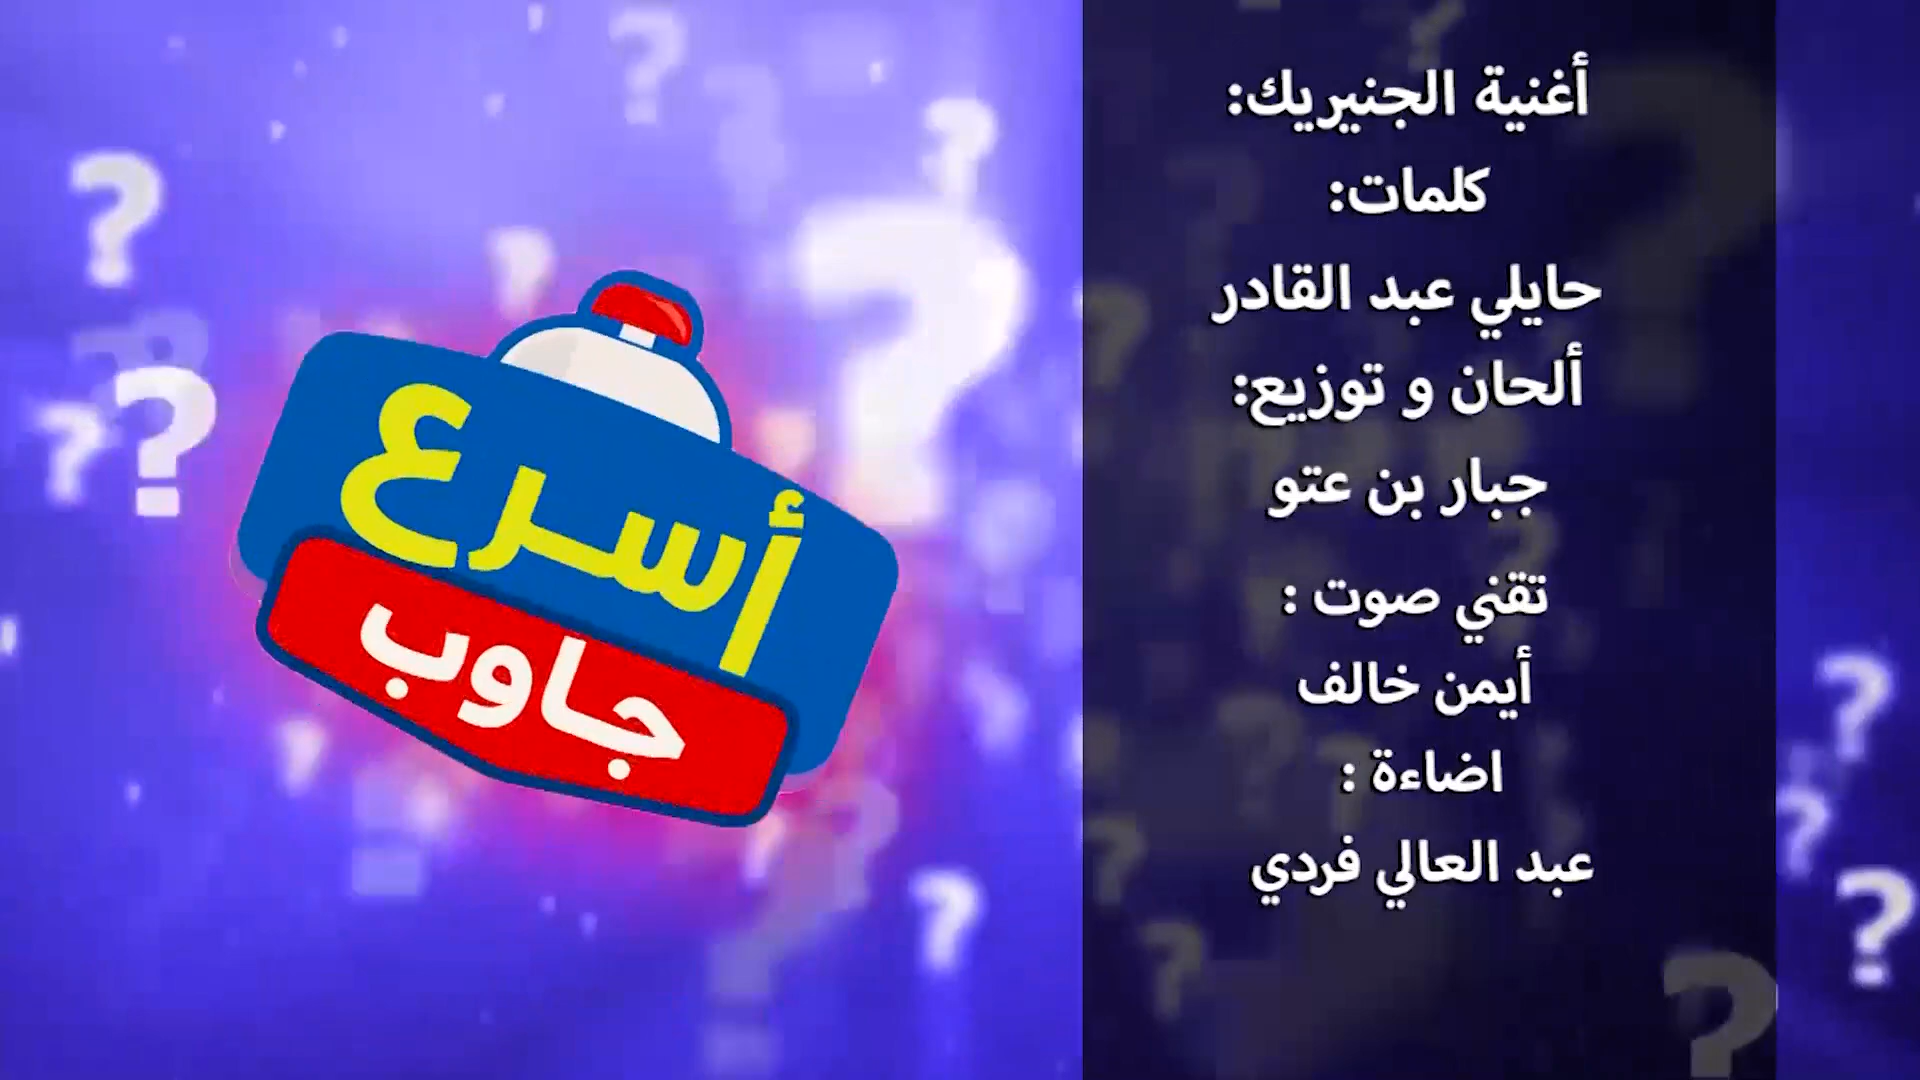 أسرع
جاوب
أغنية الجنيريك:
كلمات:
حايلي عبد القادر
ألحان و توزيع:
جبار بن عتو
تقني صوت :
أيمن خالف
اضاءة :
عبد العالي فردي